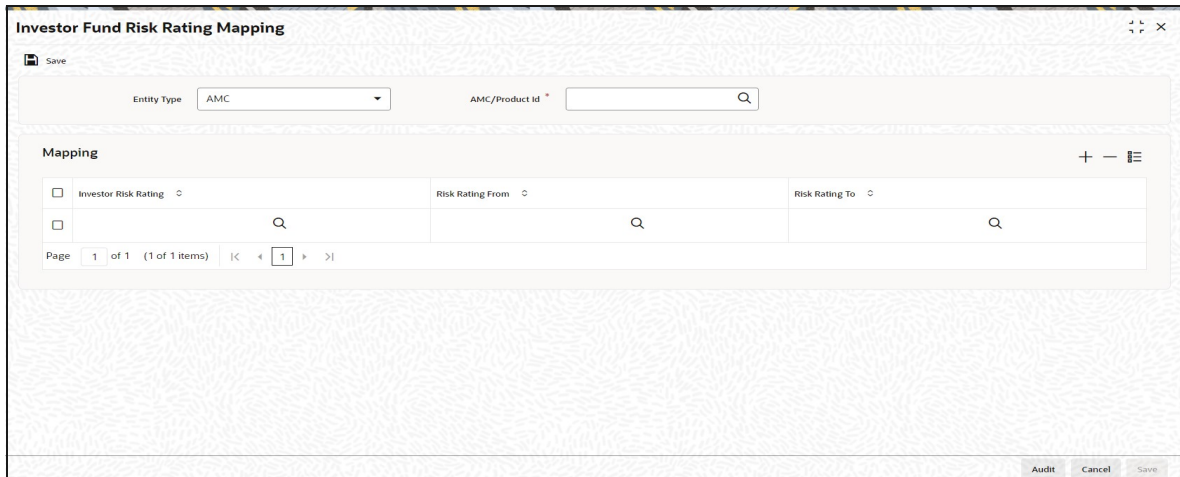 Investor Fund Risk Rating Mapping
Save
Entity Type AMC AMC/Product Id *
Mapping
Investor Risk Rating Risk Rating From Risk Rating To
Page 1 of 1 (1 of 1 items) 1
Audit Cancel Save